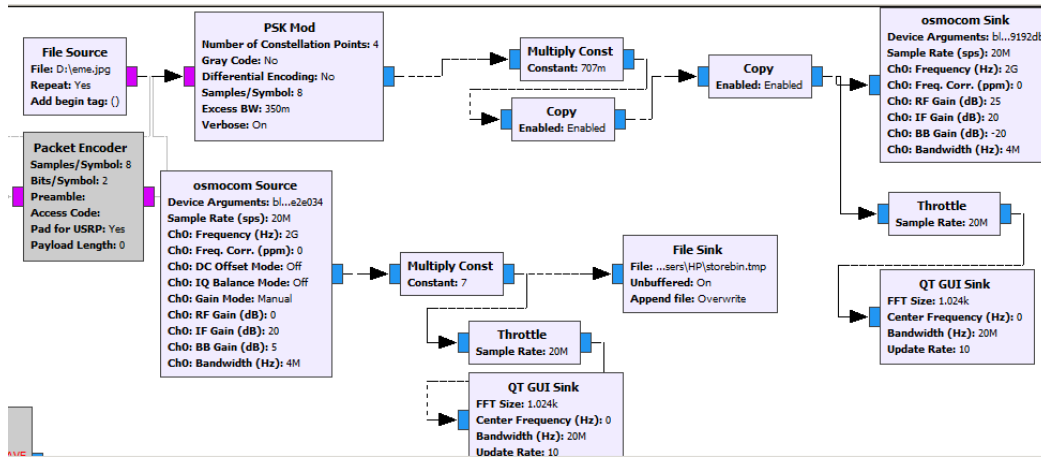 File Source
File: D:\eme.jpg
Repeat: Yes
Add begin tag: ()
PSK Mod
Number of Constellation Points: 4
Gray Code: No
Differential Encoding: No
Samples/Symbol: 8
Excess BW: 350m
Verbose: On
Multiply Const
Constant: 707m
Copy
Enabled: Enabled
Copy
Enabled: Enabled
osmocom Sink
Device Arguments: bl...9192db
Sample Rate (sps): 20M
Ch0: Frequency (Hz): 2G
Ch0: Freq. Corr. (ppm): 0
Ch0: RF Gain (dB): 25
Ch0: IF Gain (dB): 20
Ch0: BB Gain (dB): -20
Ch0: Bandwidth (Hz): 4M
Packet Encoder
Samples/Symbol: 8
Bits/Symbol: 2
Preamble:
Access Code:
Pad for USRP: Yes
Payload Length: 0
osmocom Source
Device Arguments: bl...e2e034
Sample Rate (sps): 20M
Ch0: Frequency (Hz): 2G
Ch0: Freq. Corr. (ppm): 0
Ch0: DC Offset Mode: Off
Ch0: IQ Balance Mode: Off
Ch0: Gain Mode: Manual
Ch0: RF Gain (dB): 0
Ch0: IF Gain (dB): 20
Ch0: BB Gain (dB): 5
Ch0: Bandwidth (Hz): 4M
Multiply Const
Constant: 7
File Sink
File: ...sers\HP\storebin.tmp
Unbuffered: On
Append file: Overwrite
Throttle
Sample Rate: 20M
Throttle
Sample Rate: 20M
QT GUI Sink
FFT Size: 1.024k
Center Frequency (Hz): 0
Bandwidth (Hz): 20M
Update Rate: 10
QT GUI Sink
FFT Size: 1.024k
Center Frequency (Hz): 0
Bandwidth (Hz): 20M
Update Rate: 10